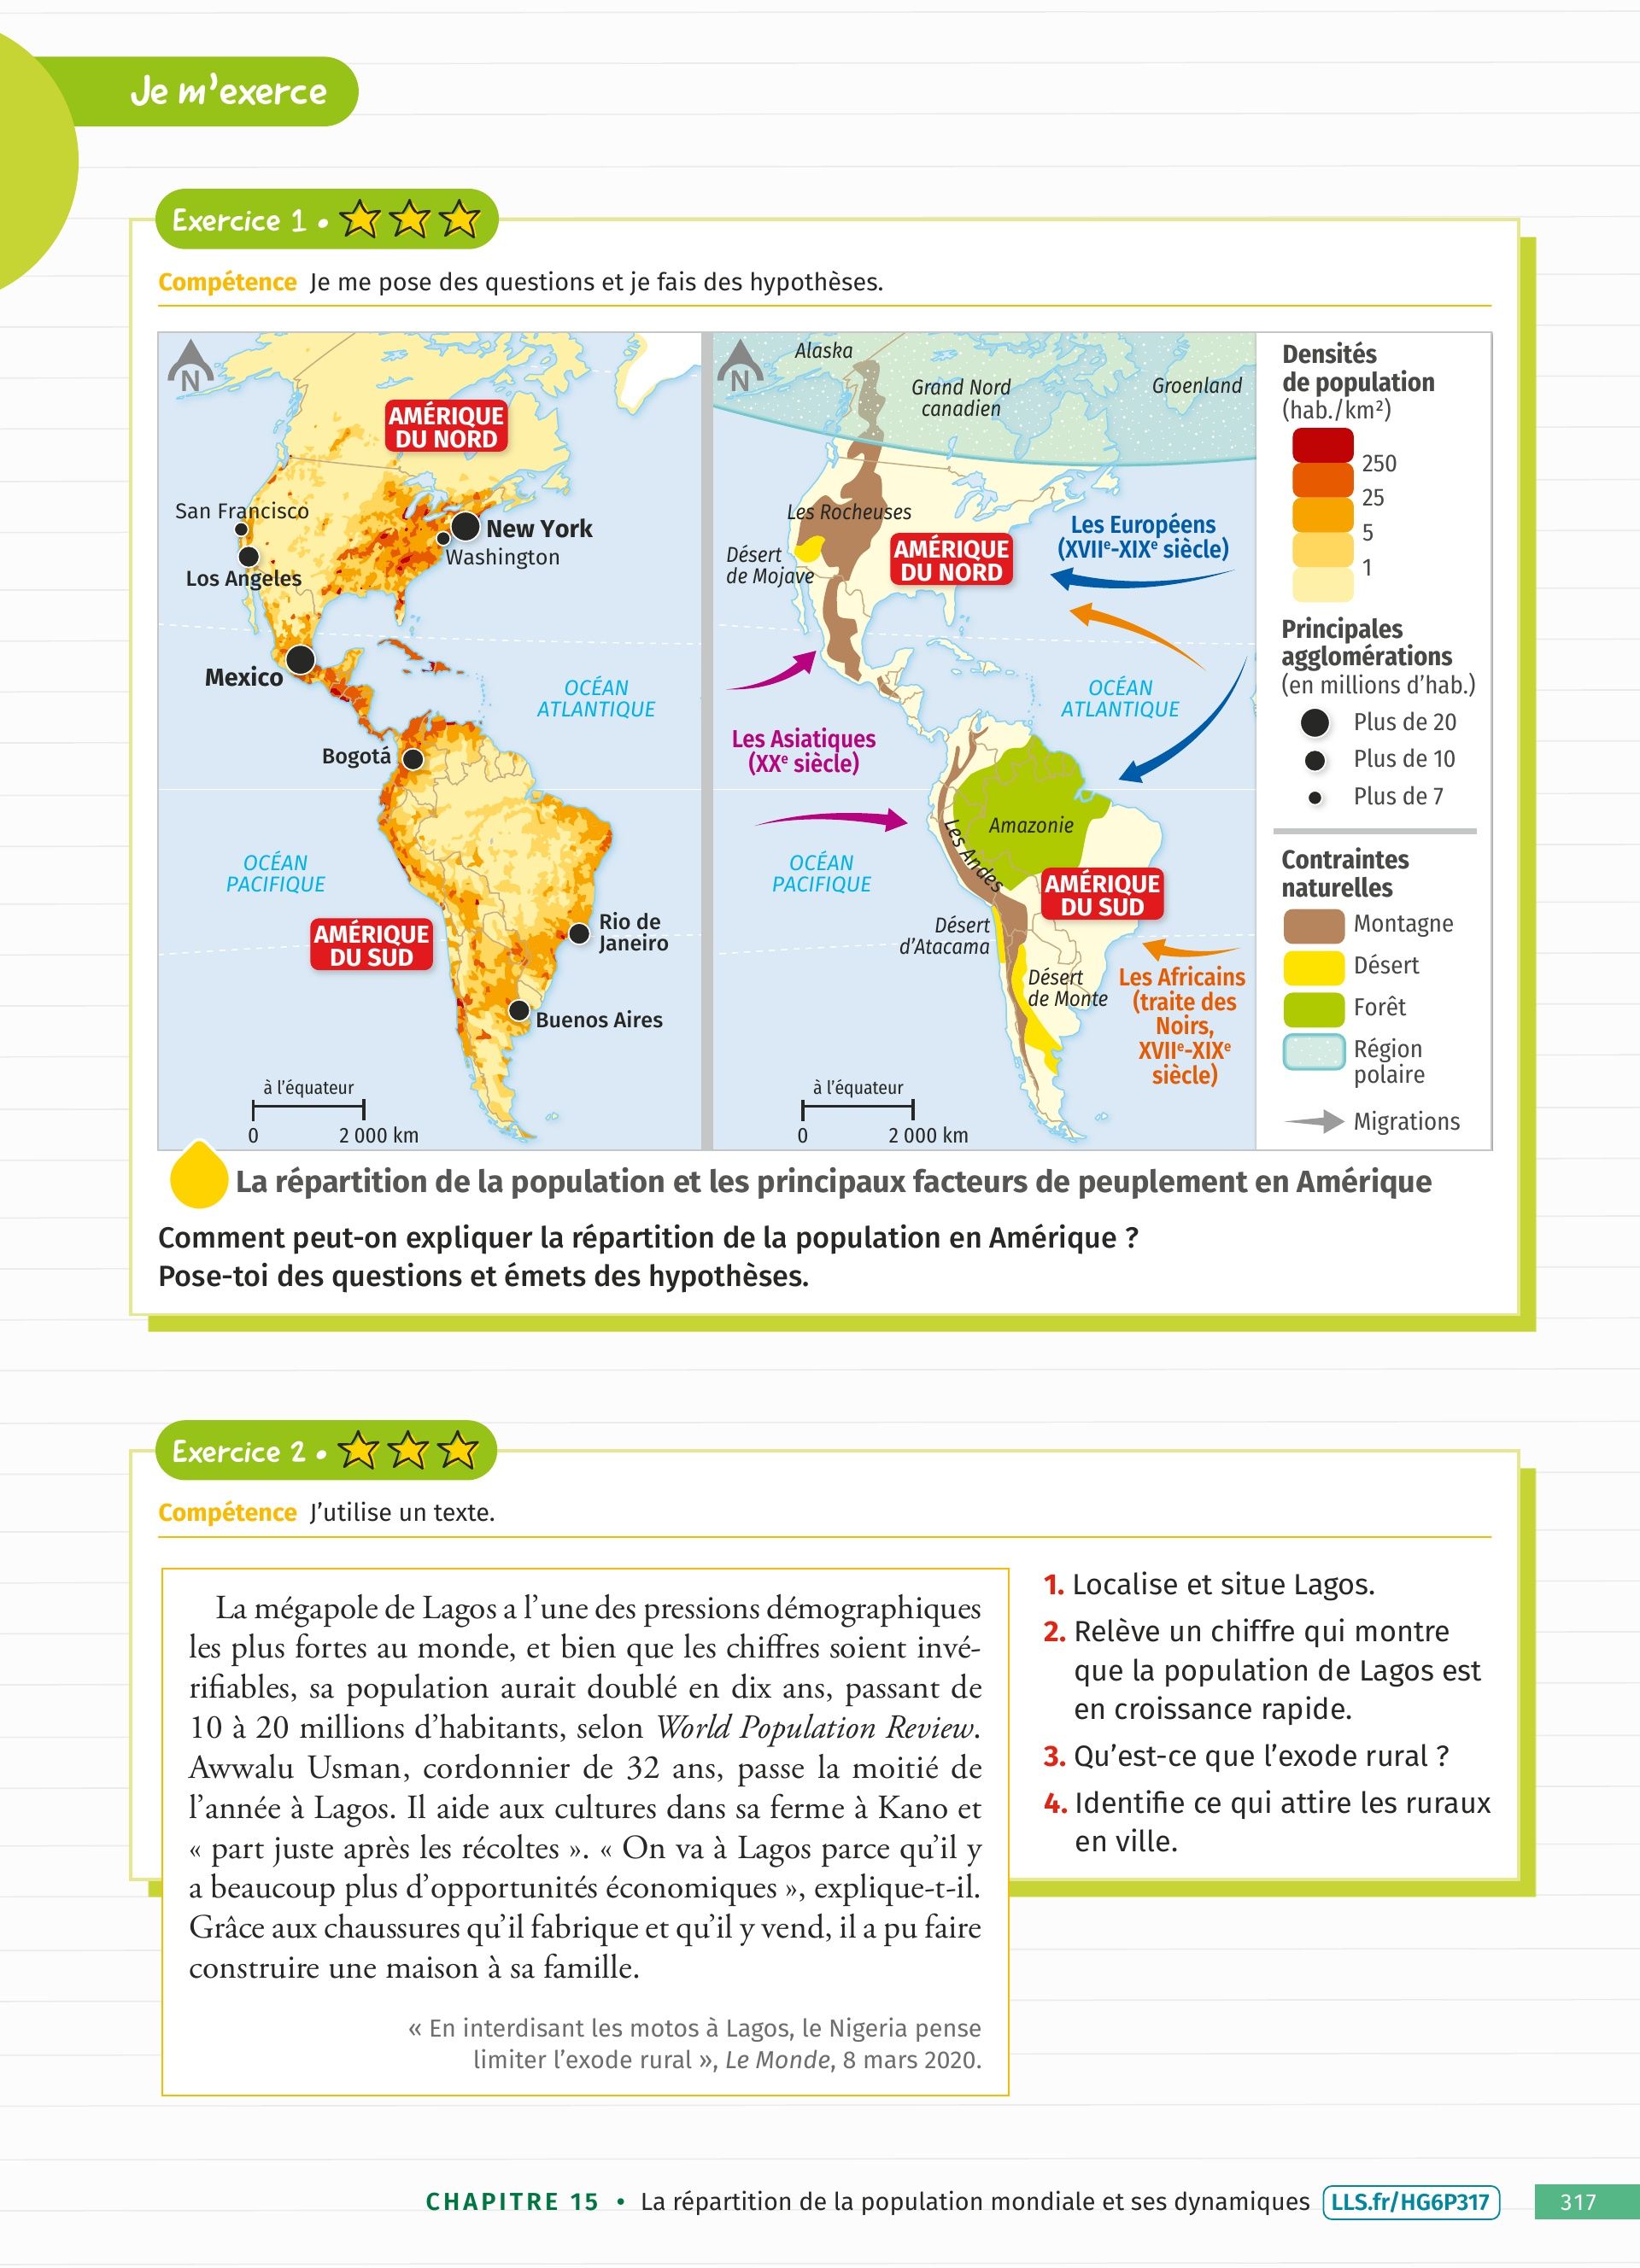 Je m'exerce
Exercice 1 •
Compétence Je me pose des questions et je fais des hypothèses.
N
AMÉRIQUE
DU NORD
San Francisco
New York
Washington
Los Angeles
Mexico
OCÉAN
ATLANTIQUE
Bogotá
OCÉAN
PACIFIQUE
AMÉRIQUE
DU SUD
Rio de
Janeiro
Buenos Aires
à l'équateur
0 2 000 km
N
Alaska
Grand Nord
canadien
Groenland
Les Rocheuses
Désert
de Mojave
AMÉRIQUE
DU NORD
Les Européens
(XVIIe-XIXe siècle)
OCÉAN
ATLANTIQUE
Les Asiatiques
(XXe siècle)
Amazonie
Les Andes
OCÉAN
PACIFIQUE
AMÉRIQUE
DU SUD
Désert
d'Atacama
Désert
de Monte
Les Africains
(traite des
Noirs,
XVIIe-XIXe
siècle)
à l'équateur
0 2 000 km
Densités
de population
(hab./km²)
250
25
5
1
Principales
agglomérations
(en millions d'hab.)
Plus de 20
Plus de 10
Plus de 7
Contraintes
naturelles
Montagne
Désert
Forêt
Région
polaire
Migrations
La répartition de la population et les principaux facteurs de peuplement en Amérique
Comment peut-on expliquer la répartition de la population en Amérique ?
Pose-toi des questions et émets des hypothèses.
Exercice 2 •
Compétence J'utilise un texte.
La mégapole de Lagos a l'une des pressions démographiques
les plus fortes au monde, et bien que les chiffres soient invé-
rifiables, sa population aurait doublé en dix ans, passant de
10 à 20 millions d'habitants, selon World Population Review.
Awwalu Usman, cordonnier de 32 ans, passe la moitié de
l'année à Lagos. Il aide aux cultures dans sa ferme à Kano et
« part juste après les récoltes ». « On va à Lagos parce qu'il y
a beaucoup plus d'opportunités économiques », explique-t-il.
Grâce aux chaussures qu'il fabrique et qu'il y vend, il a pu faire
construire une maison à sa famille.
« En interdisant les motos à Lagos, le Nigeria pense
limiter l'exode rural », Le Monde, 8 mars 2020.
1. Localise et situe Lagos.
2. Relève un chiffre qui montre
que la population de Lagos est
en croissance rapide.
3. Qu'est-ce que l'exode rural ?
4. Identifie ce qui attire les ruraux
en ville.
CHAPITRE 15 • La répartition de la population mondiale et ses dynamiques LLS.fr/HG6P317 317